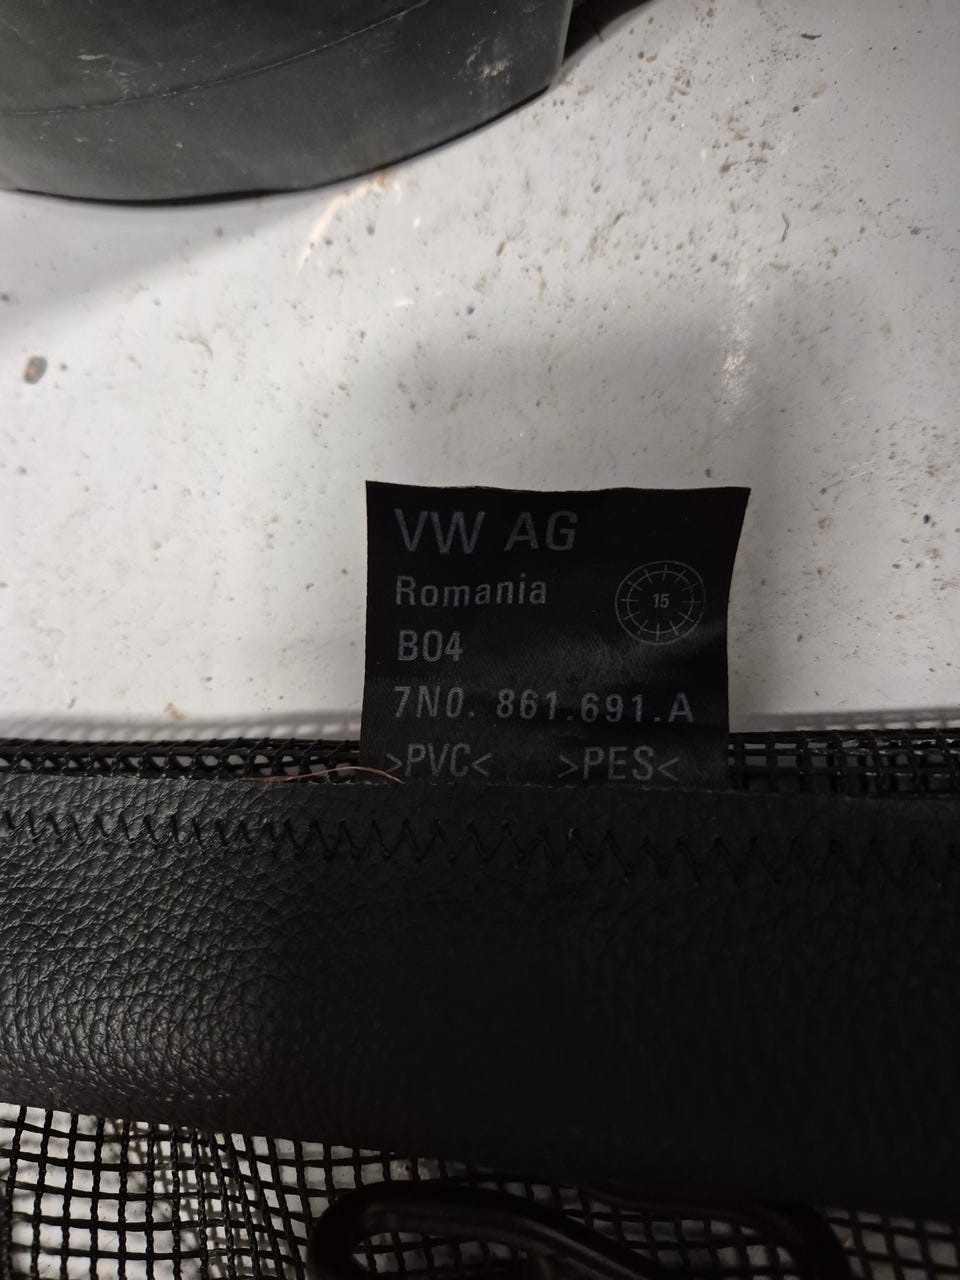 VW AG
Romania
15
B04
7N0. 861.691.A
>PVC< >PES<